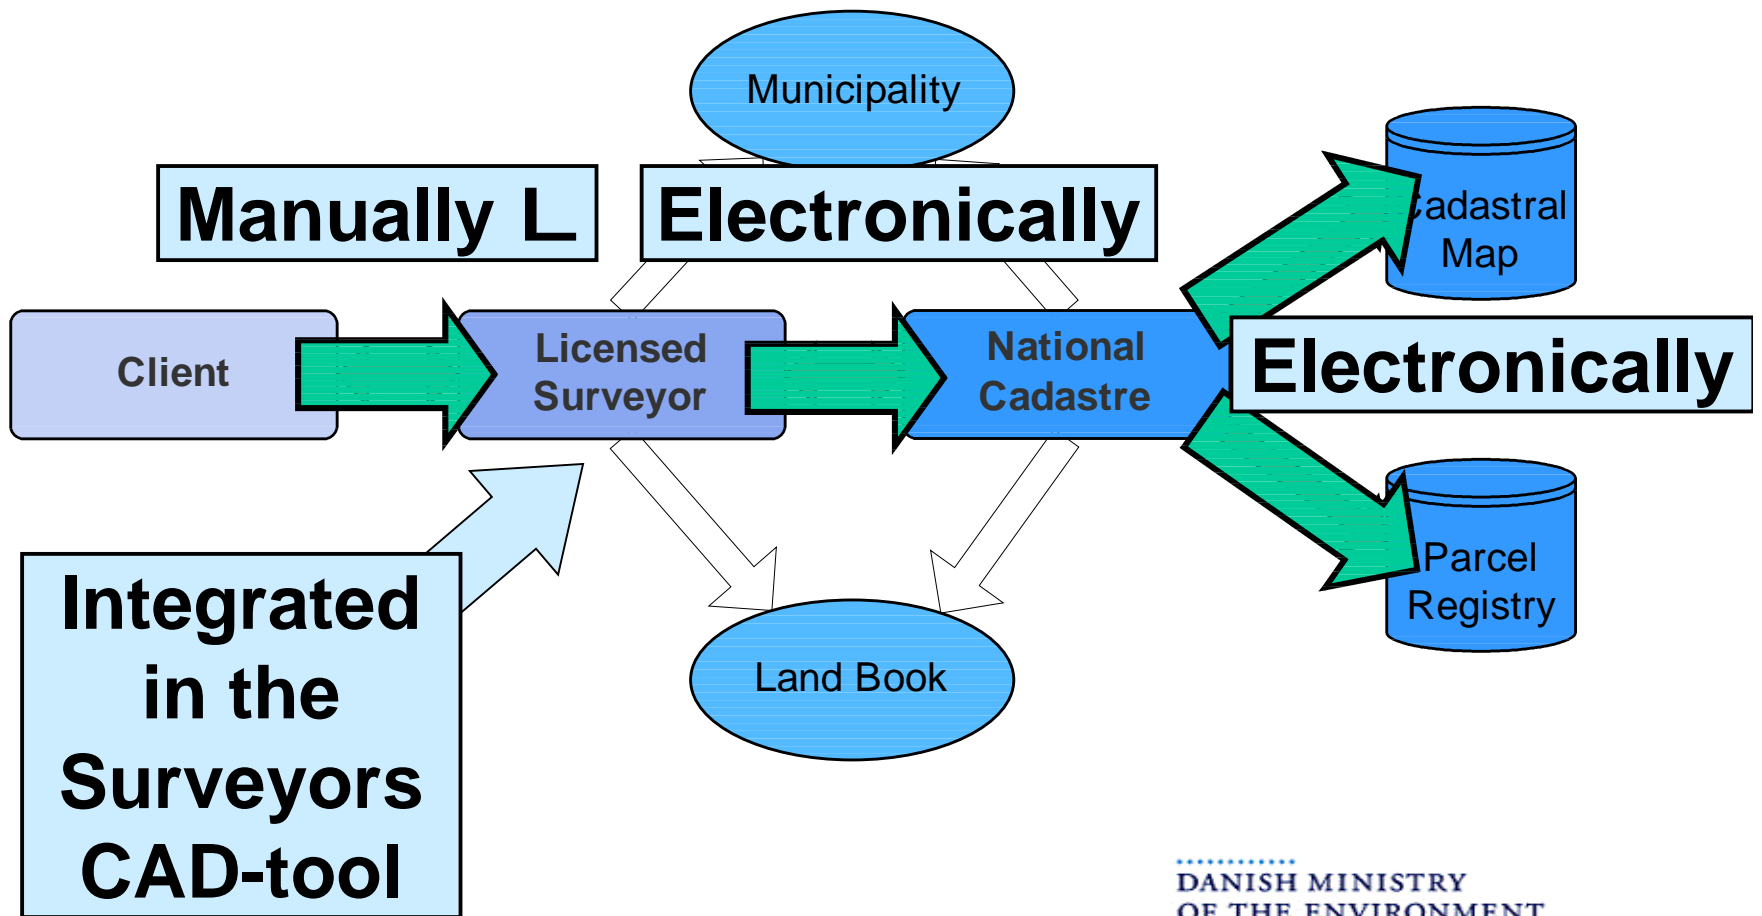 Municipality
Manually L
Electronically
Cadastral
Map
Client
Licensed
Surveyor
National
Cadastre
Electronically
Integrated
in the
Surveyors
CAD-tool
Land Book
Parcel
Registry
DANISH MINISTRY
OF THE ENVIRONMENT